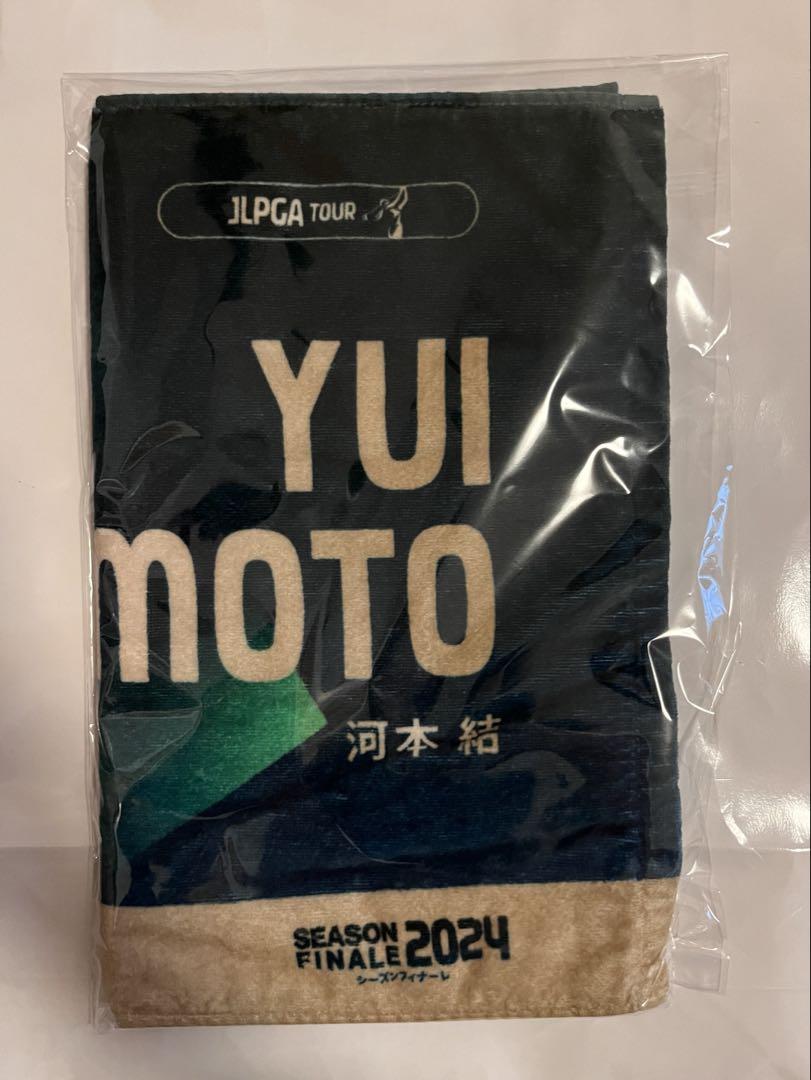 JLPGA TOUR
YUI
MOTO
河本 結
SEASON
FINALE 2024
シーズンフィナーレ